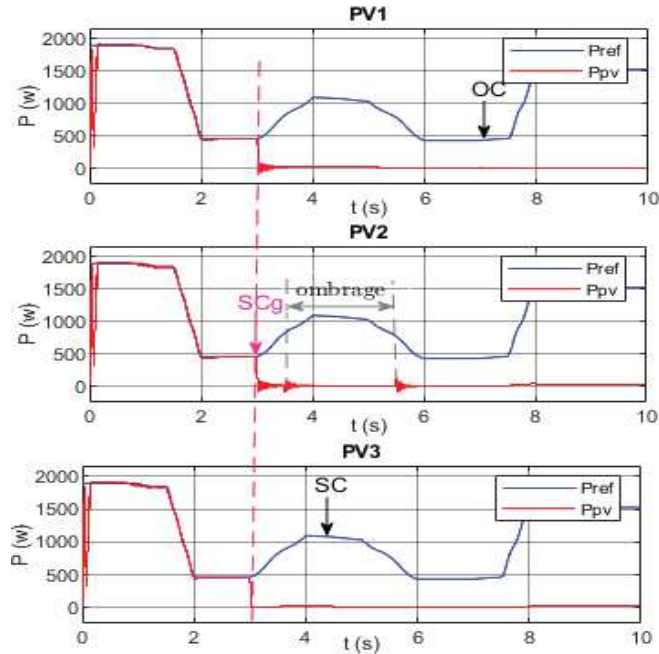 PV1
2000
1500
1000
500
0
P (w)
Pref
Ppv
OC
0 2 4 6 8 10
t (s)
PV2
2000
1500
1000
500
0
P (w)
SCg
ombrage
Pref
Ppv
0 2 4 6 8 10
t (s)
PV3
2000
1500
1000
500
0
P (w)
SC
Pref
Ppv
0 2 4 6 8 10
t (s)